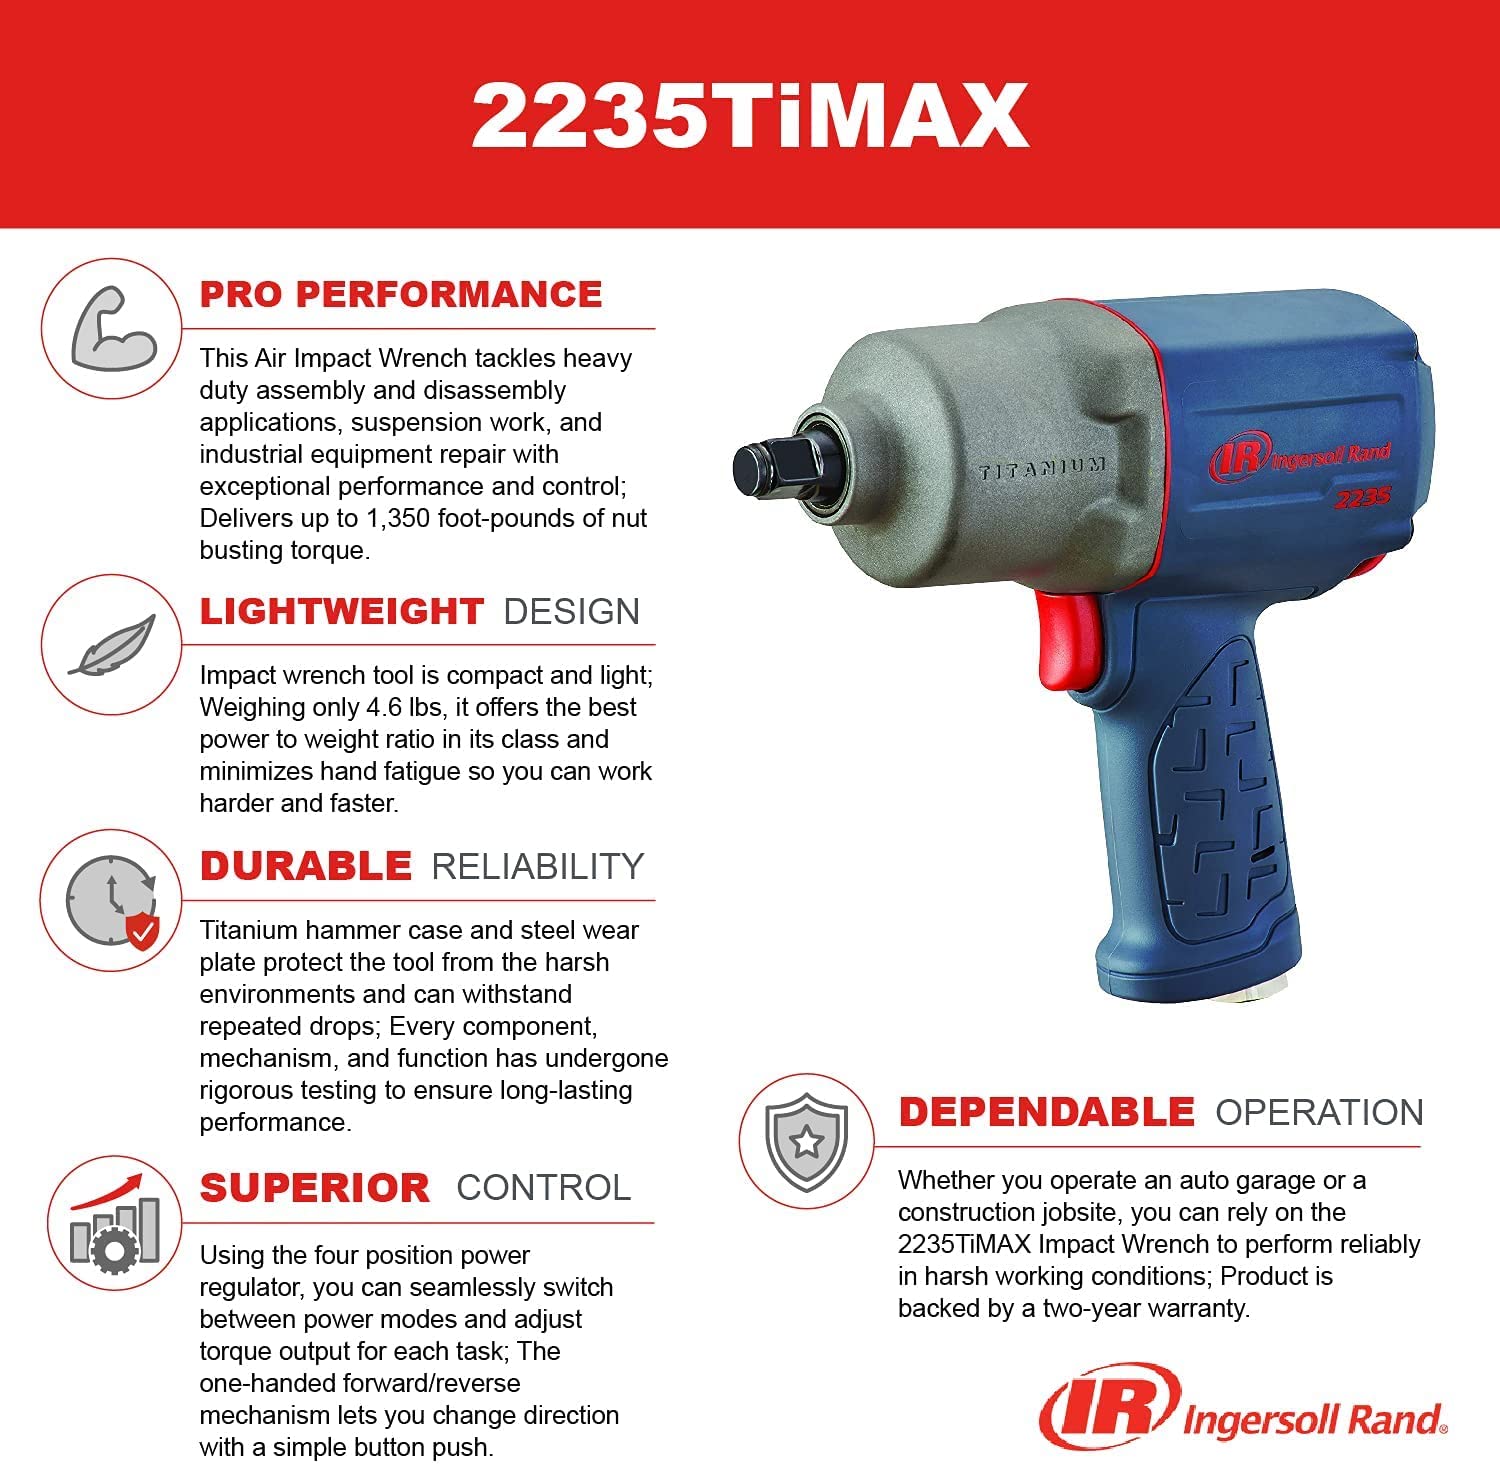 2235TiMAX
PRO PERFORMANCE
This Air Impact Wrench tackles heavy
duty assembly and disassembly
applications, suspension work, and
industrial equipment repair with
exceptional performance and control;
Delivers up to 1,350 foot-pounds of nut
busting torque.
LIGHTWEIGHT DESIGN
Impact wrench tool is compact and light;
Weighing only 4.6 lbs, it offers the best
power to weight ratio in its class and
minimizes hand fatigue so you can work
harder and faster.
DURABLE RELIABILITY
Titanium hammer case and steel wear
plate protect the tool from the harsh
environments and can withstand
repeated drops; Every component,
mechanism, and function has undergone
rigorous testing to ensure long-lasting
performance.
SUPERIOR CONTROL
Using the four position power
regulator, you can seamlessly switch
between power modes and adjust
torque output for each task; The
one-handed forward/reverse
mechanism lets you change direction
with a simple button push.
TITANIUM
IR Ingersoll Rand
2235
DEPENDABLE OPERATION
Whether you operate an auto garage or a
construction jobsite, you can rely on the
2235TiMAX Impact Wrench to perform reliably
in harsh working conditions; Product is
backed by a two-year warranty.
IR Ingersoll Rand®